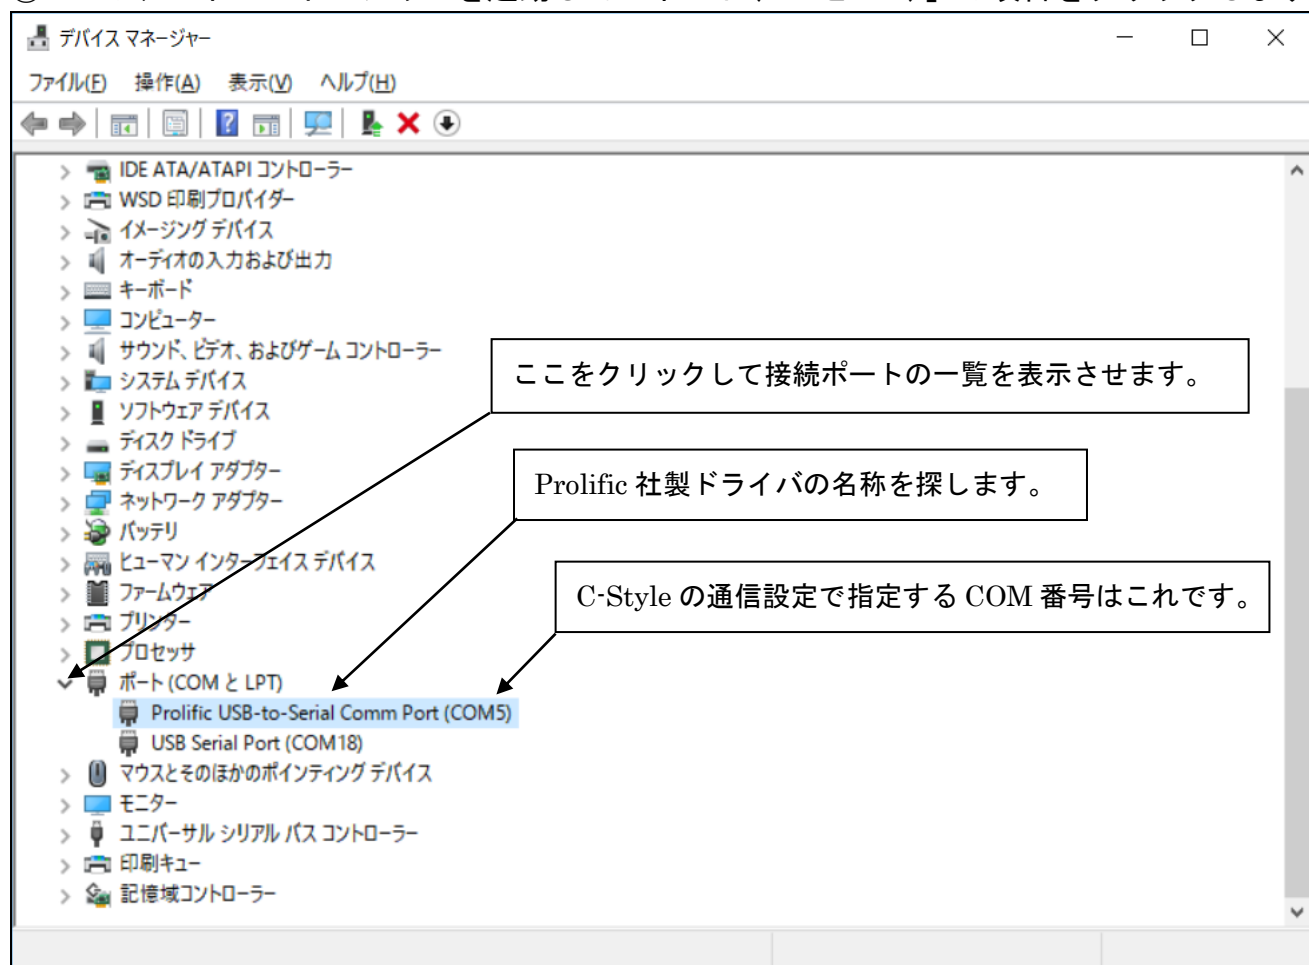 デバイス マネージャー
ファイル(F) 操作(A) 表示(V) ヘルプ(H)
IDE ATA/ATAPI コントローラー
WSD 印刷プロバイダー
イメージング デバイス
オーディオの入力および出力
キーボード
コンピューター
サウンド、ビデオ、およびゲーム コントローラー
ここをクリックして接続ポートの一覧を表示させます。
システム デバイス
ソフトウェア デバイス
ディスク ドライブ
ディスプレイ アダプター
Prolific 社製ドライバの名称を探します。
ネットワーク アダプター
バッテリ
ヒューマン インターフェイス デバイス
ファームウェア
C-Style の通信設定で指定する COM 番号はこれです。
プリンター
プロセッサ
ポート (COM と LPT)
Prolific USB-to-Serial Comm Port (COM5)
USB Serial Port (COM18)
マウスとそのほかのポインティング デバイス
モニター
ユニバーサル シリアル バス コントローラー
印刷キュー
記憶域コントローラー